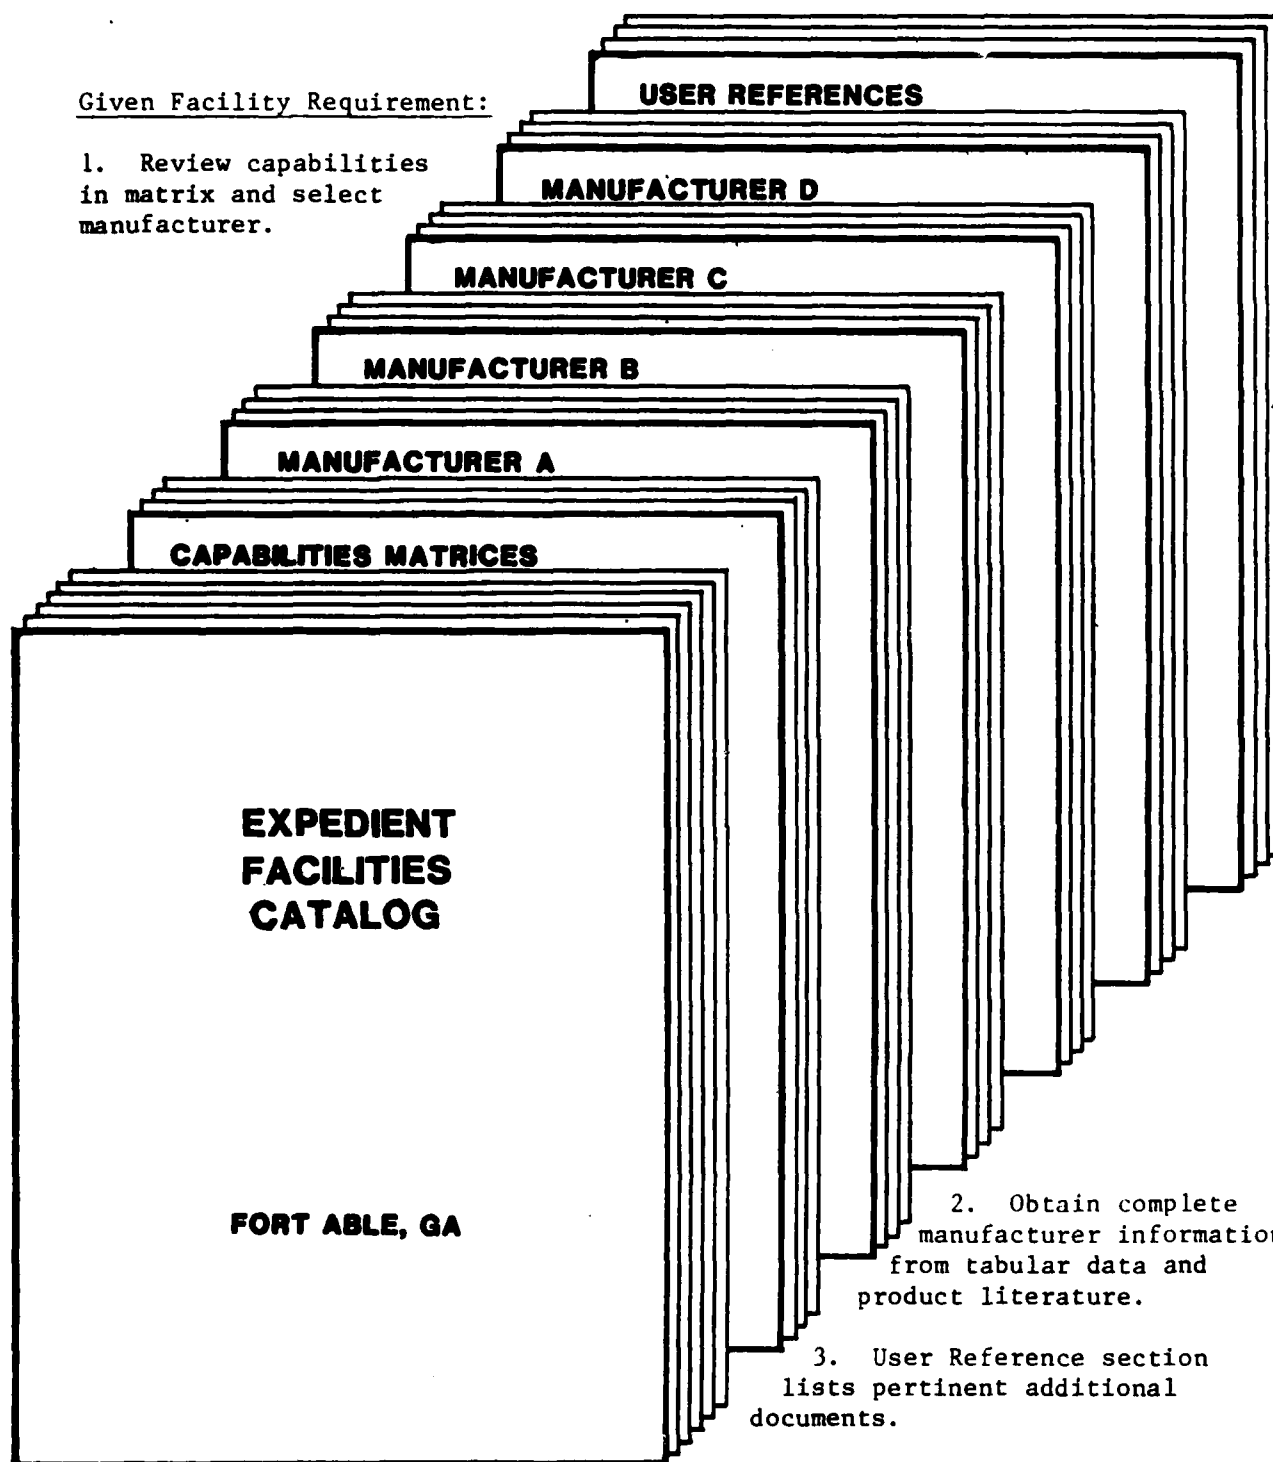 Given Facility Requirement:
1. Review capabilities
in matrix and select
manufacturer.
USER REFERENCES
MANUFACTURER D
MANUFACTURER C
MANUFACTURER B
MANUFACTURER A
CAPABILITIES MATRICES
EXPEDIENT
FACILITIES
CATALOG
FORT ABLE, GA
2. Obtain complete
manufacturer information
from tabular data and
product literature.
3. User Reference section
lists pertinent additional
documents.